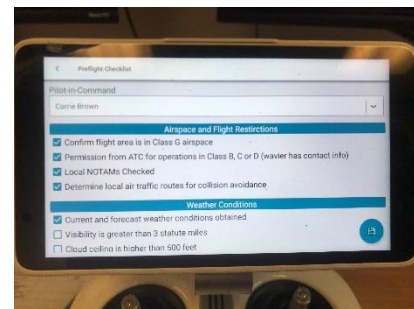 Preflight Checklist
Pilot-in-Command
Carrie Brown
Airspace and Flight Restirctions
Confirm flight area is in Class G airspace
Permission from ATC for operations in Class B, C or D (wavier has contact info)
Local NOTAMs Checked
Determine local air traffic routes for collision avoidance
Weather Conditions
Current and forecast weather conditions obtained
Visibility is greater than 3 statute miles
Cloud ceiling is higher than 500 feet